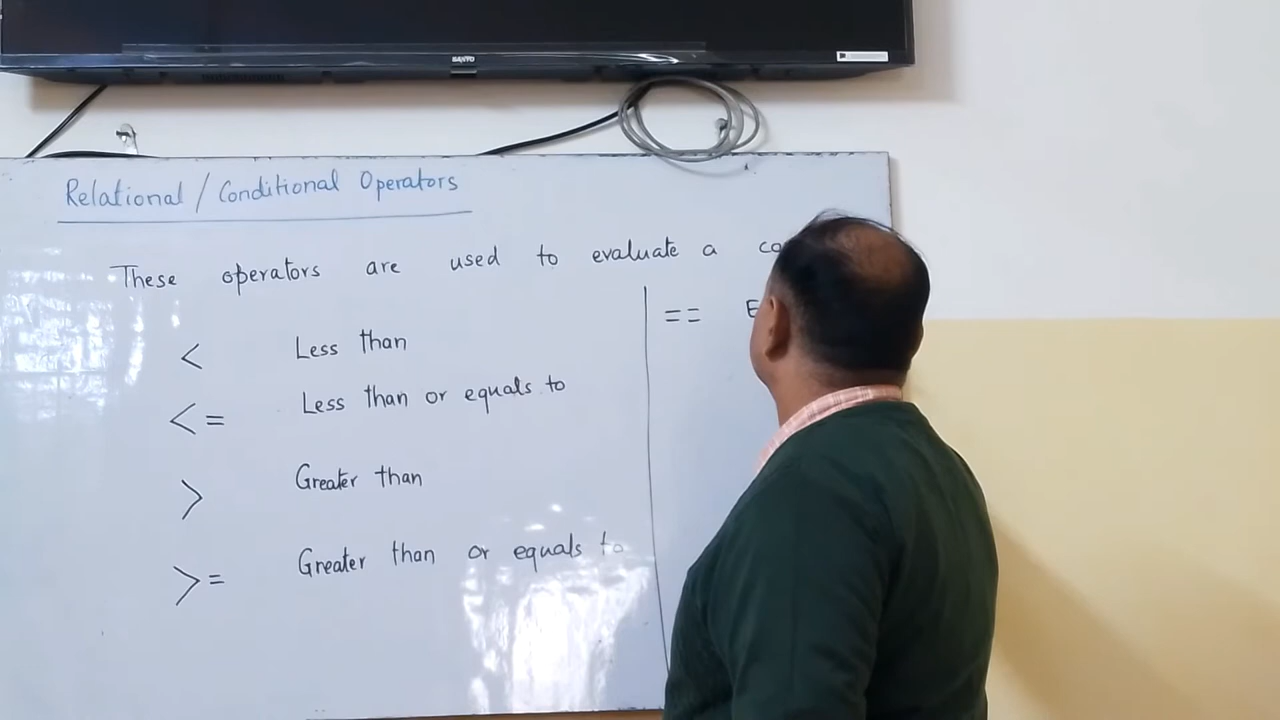 SANYO
Relational / Conditional Operators
These operators are used to evaluate a
< Less than
<= Less than or equals to
> Greater than
>= Greater than or equals to
==